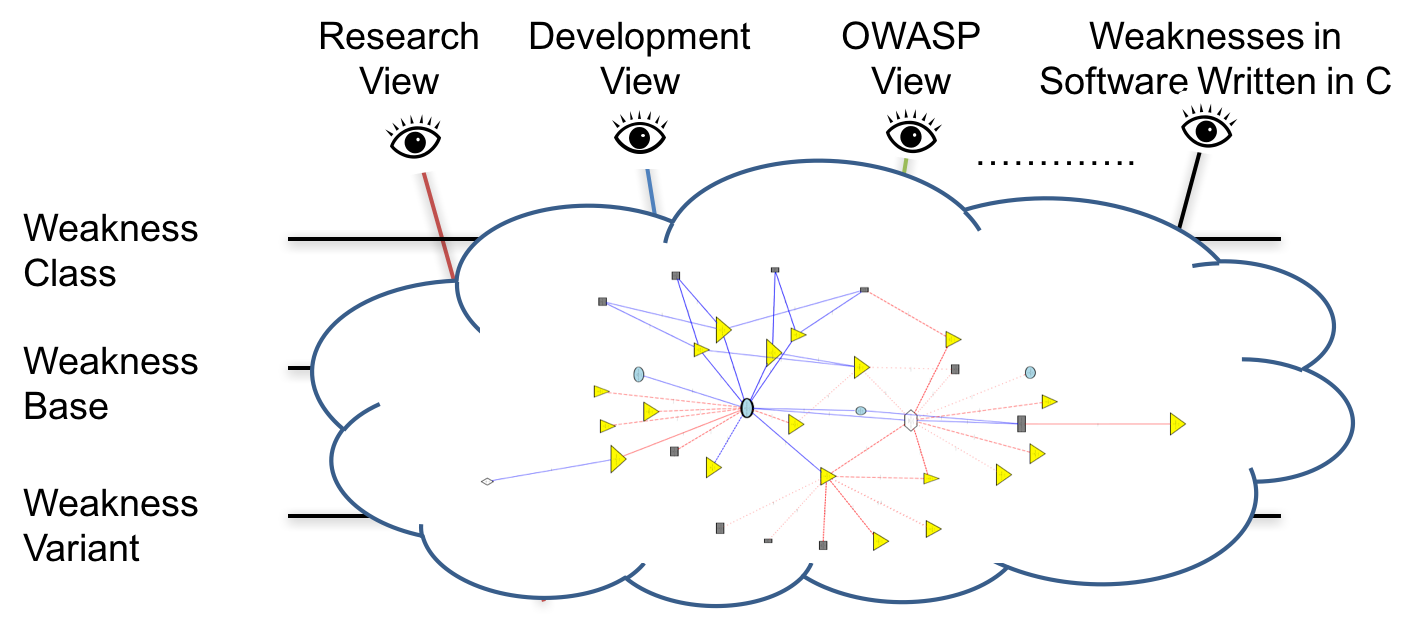 Research
View
Development
View
OWASP
View
Weaknesses in
Software Written in C
.............
Weakness
Class
Weakness
Base
Weakness
Variant